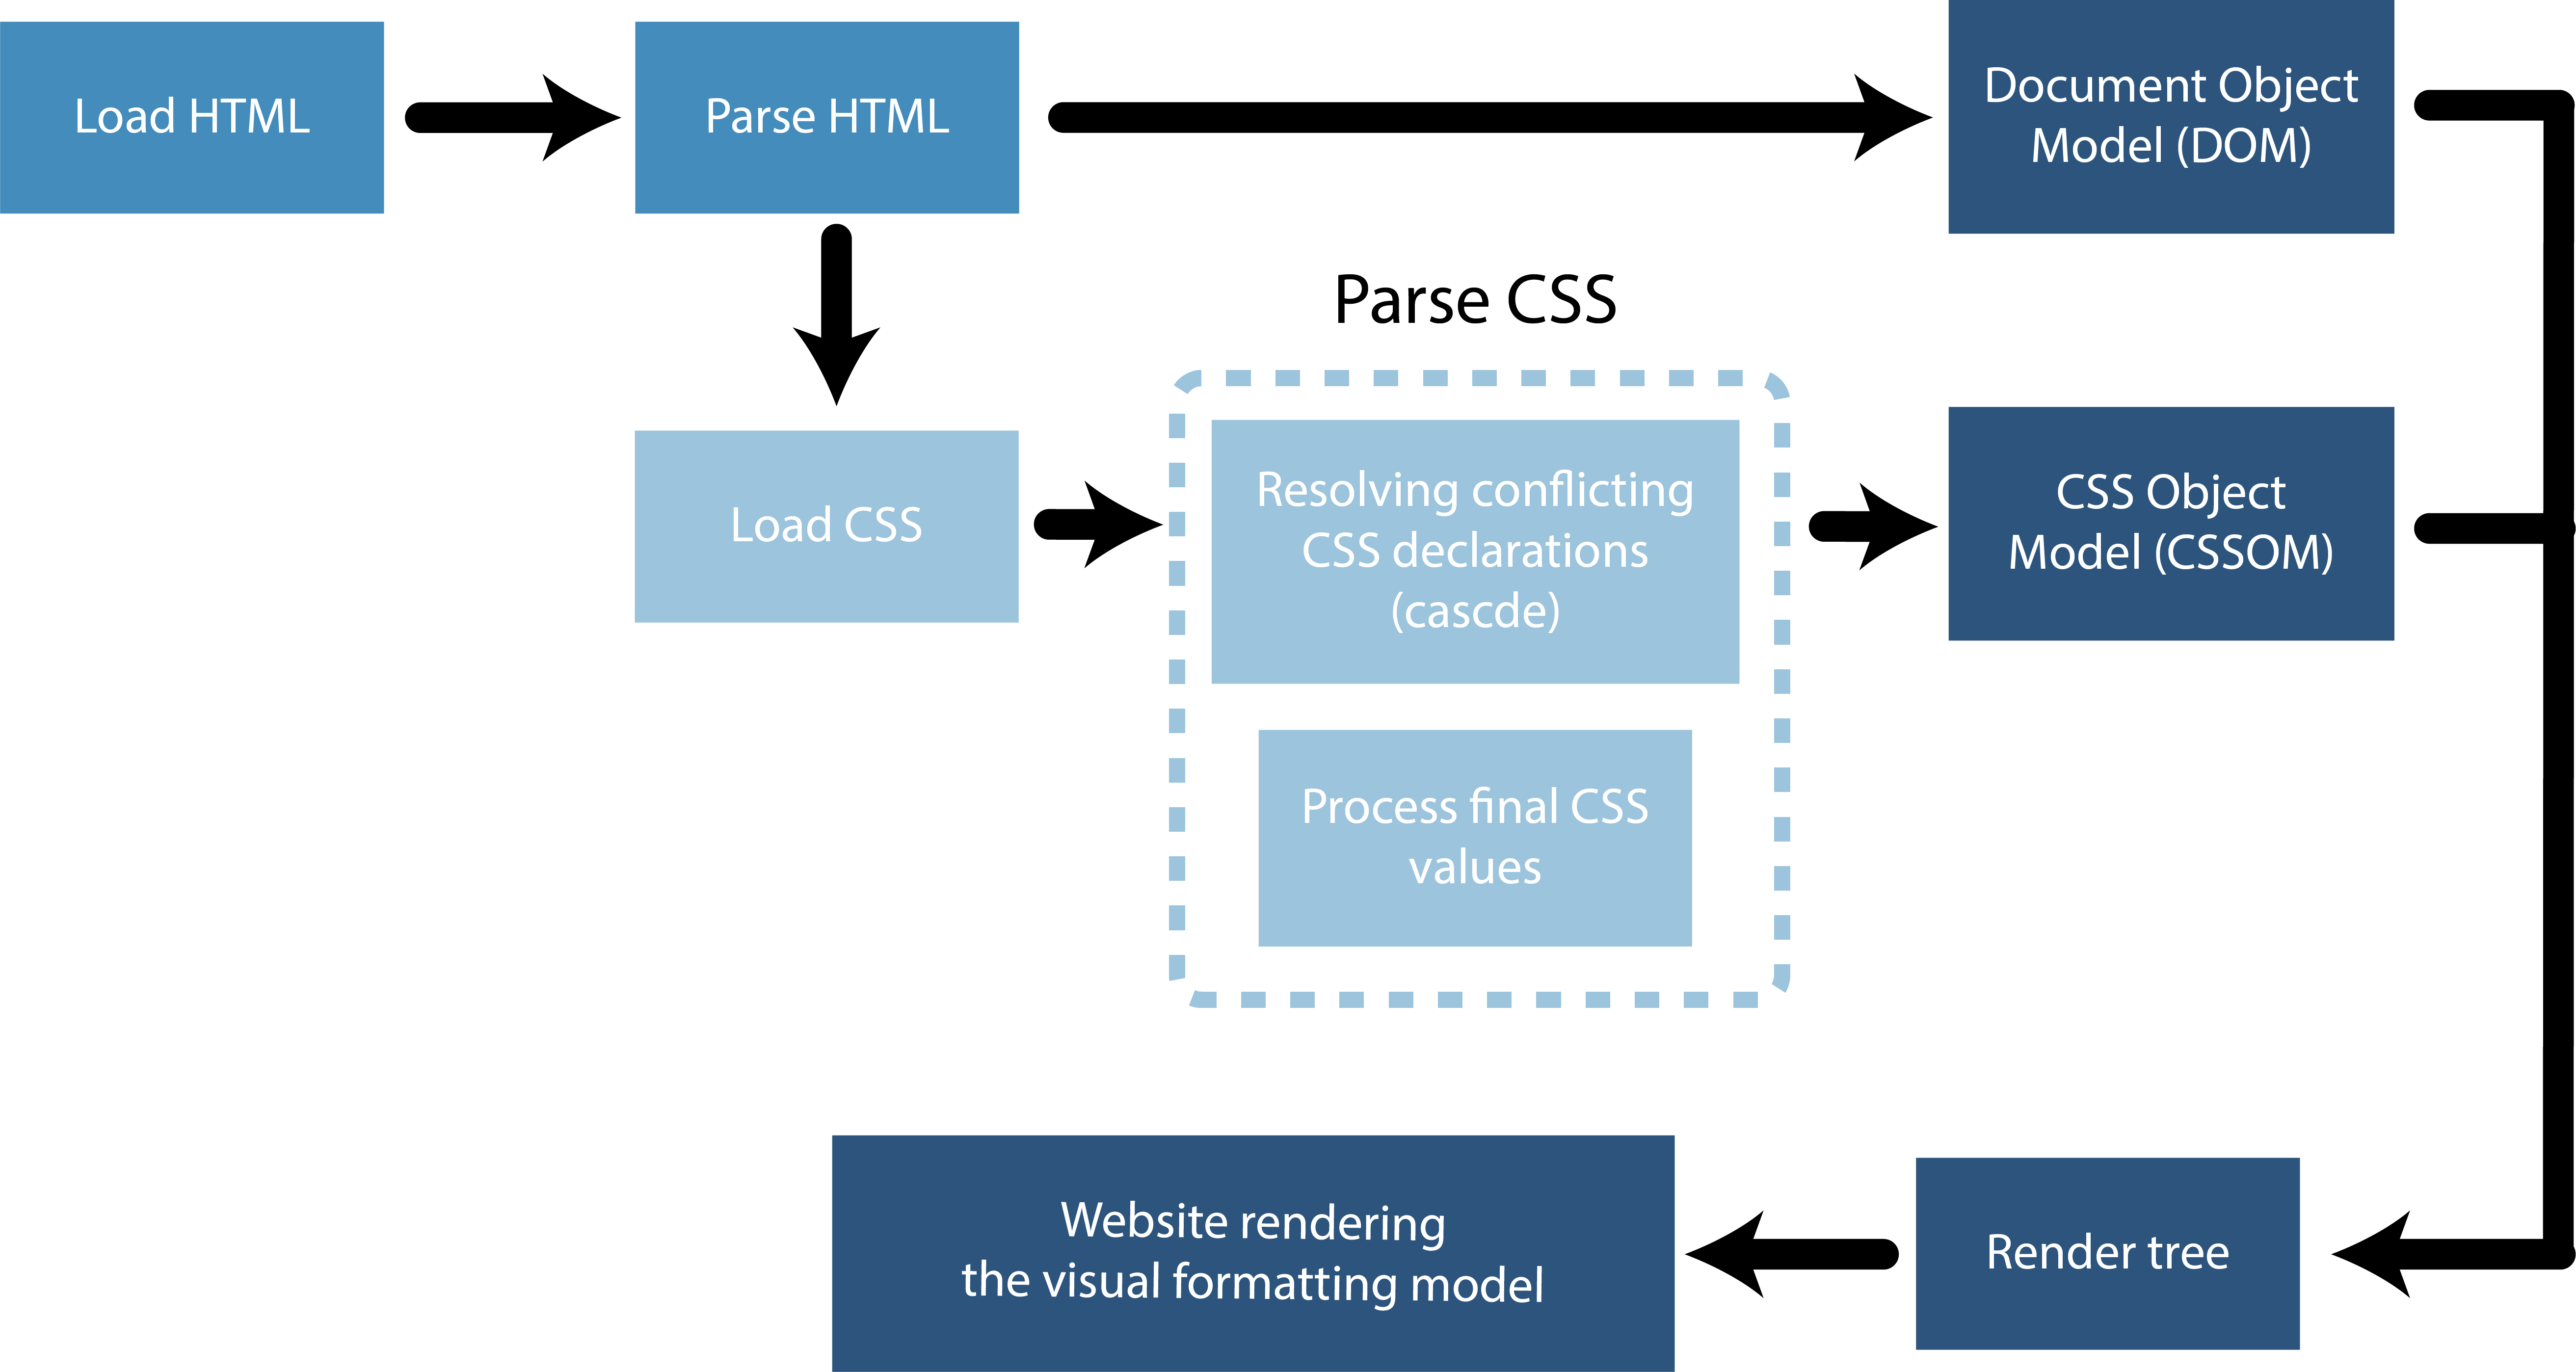 Load HTML
Parse HTML
Document Object
Model (DOM)
Parse CSS
Load CSS
Resolving conflicting
CSS declarations
(cascde)
Process final CSS
values
CSS Object
Model (CSSOM)
Website rendering
the visual formatting model
Render tree